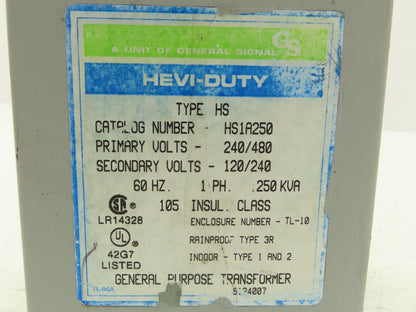 GS
A UNIT OF GENERAL SIGNAL
HEVI-DUTY
TYPE HS
CATALOG NUMBER - HS1A250
PRIMARY VOLTS - 240/480
SECONDARY VOLTS - 120/240
60 HZ. 1 PH. .250 KVA
105 INSUL. CLASS
LR14328
ENCLOSURE NUMBER - TL-10
RAINPROOF TYPE 3R
42G7
LISTED
INDOOR - TYPE 1 AND 2
GENERAL PURPOSE TRANSFORMER
TL-86A